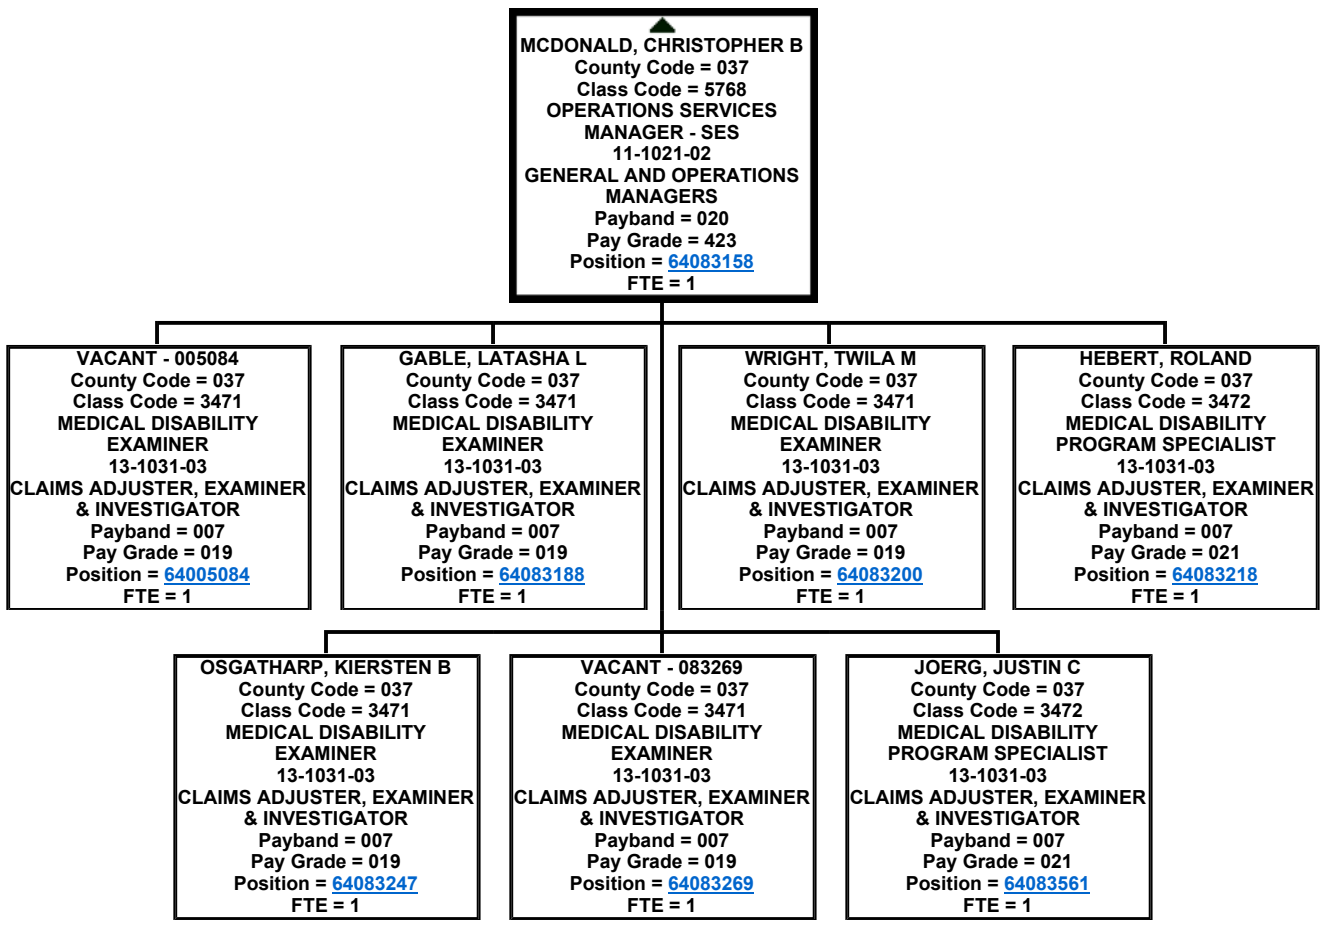 MCDONALD, CHRISTOPHER B
County Code = 037
Class Code = 5768
OPERATIONS SERVICES
MANAGER - SES
11-1021-02
GENERAL AND OPERATIONS
MANAGERS
Payband = 020
Pay Grade = 423
Position = 64083158
FTE = 1
VACANT - 005084
County Code = 037
Class Code = 3471
MEDICAL DISABILITY
EXAMINER
13-1031-03
CLAIMS ADJUSTER, EXAMINER
& INVESTIGATOR
Payband = 007
Pay Grade = 019
Position = 64005084
FTE = 1
GABLE, LATASHA L
County Code = 037
Class Code = 3471
MEDICAL DISABILITY
EXAMINER
13-1031-03
CLAIMS ADJUSTER, EXAMINER
& INVESTIGATOR
Payband = 007
Pay Grade = 019
Position = 64083188
FTE = 1
WRIGHT, TWILA M
County Code = 037
Class Code = 3471
MEDICAL DISABILITY
EXAMINER
13-1031-03
CLAIMS ADJUSTER, EXAMINER
& INVESTIGATOR
Payband = 007
Pay Grade = 019
Position = 64083200
FTE = 1
HEBERT, ROLAND
County Code = 037
Class Code = 3472
MEDICAL DISABILITY
PROGRAM SPECIALIST
13-1031-03
CLAIMS ADJUSTER, EXAMINER
& INVESTIGATOR
Payband = 007
Pay Grade = 021
Position = 64083218
FTE = 1
OSGATHARP, KIERSTEN B
County Code = 037
Class Code = 3471
MEDICAL DISABILITY
EXAMINER
13-1031-03
CLAIMS ADJUSTER, EXAMINER
& INVESTIGATOR
Payband = 007
Pay Grade = 019
Position = 64083247
FTE = 1
VACANT - 083269
County Code = 037
Class Code = 3471
MEDICAL DISABILITY
EXAMINER
13-1031-03
CLAIMS ADJUSTER, EXAMINER
& INVESTIGATOR
Payband = 007
Pay Grade = 019
Position = 64083269
FTE = 1
JOERG, JUSTIN C
County Code = 037
Class Code = 3472
MEDICAL DISABILITY
PROGRAM SPECIALIST
13-1031-03
CLAIMS ADJUSTER, EXAMINER
& INVESTIGATOR
Payband = 007
Pay Grade = 021
Position = 64083561
FTE = 1